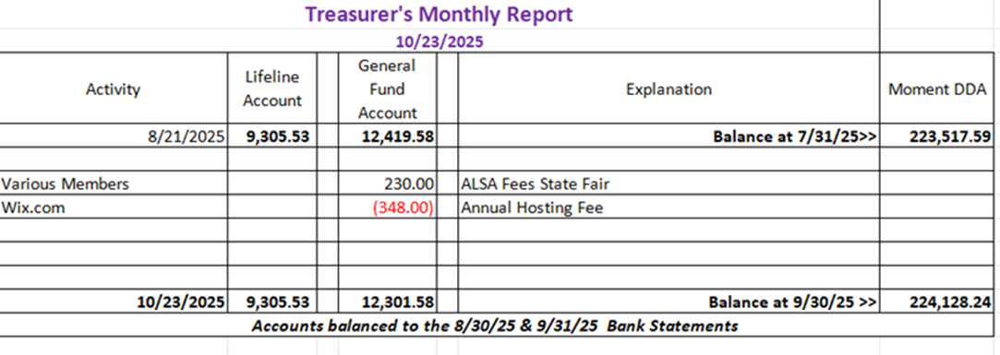 Treasurer's Monthly Report
10/23/2025
Activity Lifeline Account General Fund Account Explanation Moment DDA
8/21/2025 9,305.53 12,419.58 Balance at 7/31/25>> 223,517.59
Various Members 230.00 ALSA Fees State Fair
Wix.com (348.00) Annual Hosting Fee
10/23/2025 9,305.53 12,301.58 Balance at 9/30/25 >> 224,128.24
Accounts balanced to the 8/30/25 & 9/31/25 Bank Statements